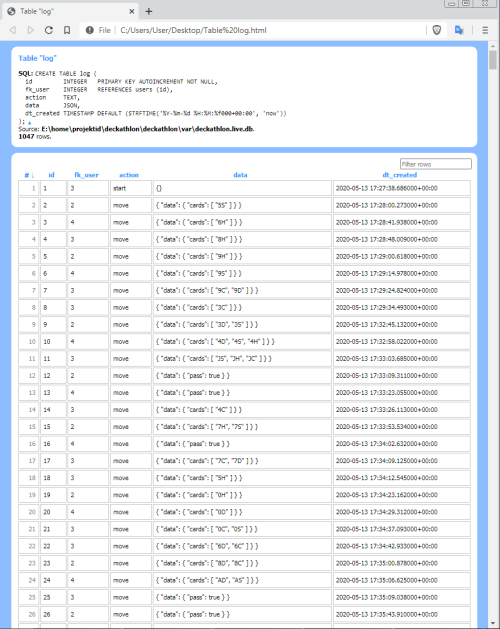 Table "log"
File C:/Users/User/Desktop/Table%20log.html
Table "log"
SQL: CREATE TABLE log (
id INTEGER PRIMARY KEY AUTOINCREMENT NOT NULL,
fk_user INTEGER REFERENCES users (id),
action TEXT,
data JSON,
dt_created TIMESTAMP DEFAULT (STRFTIME('%Y-%m-%d %H:%M:%f000+00:00', 'now'))
);
Source: E:\home\projektid\deckathlon\deckathlon\var\deckathlon.live.db.
1047 rows.
Filter rows
# ↓ id fk_user action data dt_created
1 1 3 start {} 2020-05-13 17:27:38.686000+00:00
2 2 2 move { "data": { "cards": [ "5S" ] } } 2020-05-13 17:28:00.273000+00:00
3 3 4 move { "data": { "cards": [ "6H" ] } } 2020-05-13 17:28:41.938000+00:00
4 4 3 move { "data": { "cards": [ "8H" ] } } 2020-05-13 17:28:48.009000+00:00
5 5 2 move { "data": { "cards": [ "9H" ] } } 2020-05-13 17:29:00.618000+00:00
6 6 4 move { "data": { "cards": [ "9S" ] } } 2020-05-13 17:29:14.978000+00:00
7 7 3 move { "data": { "cards": [ "9C", "9D" ] } } 2020-05-13 17:29:24.824000+00:00
8 8 3 move { "data": { "cards": [ "3C" ] } } 2020-05-13 17:29:34.493000+00:00
9 9 2 move { "data": { "cards": [ "3D", "3S" ] } } 2020-05-13 17:32:45.132000+00:00
10 10 4 move { "data": { "cards": [ "4D", "4S", "4H" ] } } 2020-05-13 17:32:58.022000+00:00
11 11 3 move { "data": { "cards": [ "JS", "JH", "JC" ] } } 2020-05-13 17:33:03.685000+00:00
12 12 2 move { "data": { "pass": true } } 2020-05-13 17:33:09.311000+00:00
13 13 4 move { "data": { "pass": true } } 2020-05-13 17:33:23.055000+00:00
14 14 3 move { "data": { "cards": [ "4C" ] } } 2020-05-13 17:33:26.113000+00:00
15 15 2 move { "data": { "cards": [ "7H", "7S" ] } } 2020-05-13 17:33:53.534000+00:00
16 16 4 move { "data": { "pass": true } } 2020-05-13 17:34:02.632000+00:00
17 17 3 move { "data": { "cards": [ "7C", "7D" ] } } 2020-05-13 17:34:09.125000+00:00
18 18 3 move { "data": { "cards": [ "5H" ] } } 2020-05-13 17:34:12.545000+00:00
19 19 2 move { "data": { "cards": [ "0H" ] } } 2020-05-13 17:34:23.162000+00:00
20 20 4 move { "data": { "cards": [ "0D" ] } } 2020-05-13 17:34:29.312000+00:00
21 21 3 move { "data": { "cards": [ "0C", "0S" ] } } 2020-05-13 17:34:37.093000+00:00
22 22 3 move { "data": { "cards": [ "6D", "6C" ] } } 2020-05-13 17:34:42.933000+00:00
23 23 2 move { "data": { "cards": [ "8D", "8C" ] } } 2020-05-13 17:35:00.878000+00:00
24 24 4 move { "data": { "cards": [ "AD", "AS" ] } } 2020-05-13 17:35:06.625000+00:00
25 25 3 move { "data": { "pass": true } } 2020-05-13 17:35:09.038000+00:00
26 26 2 move { "data": { "pass": true } } 2020-05-13 17:35:43.910000+00:00